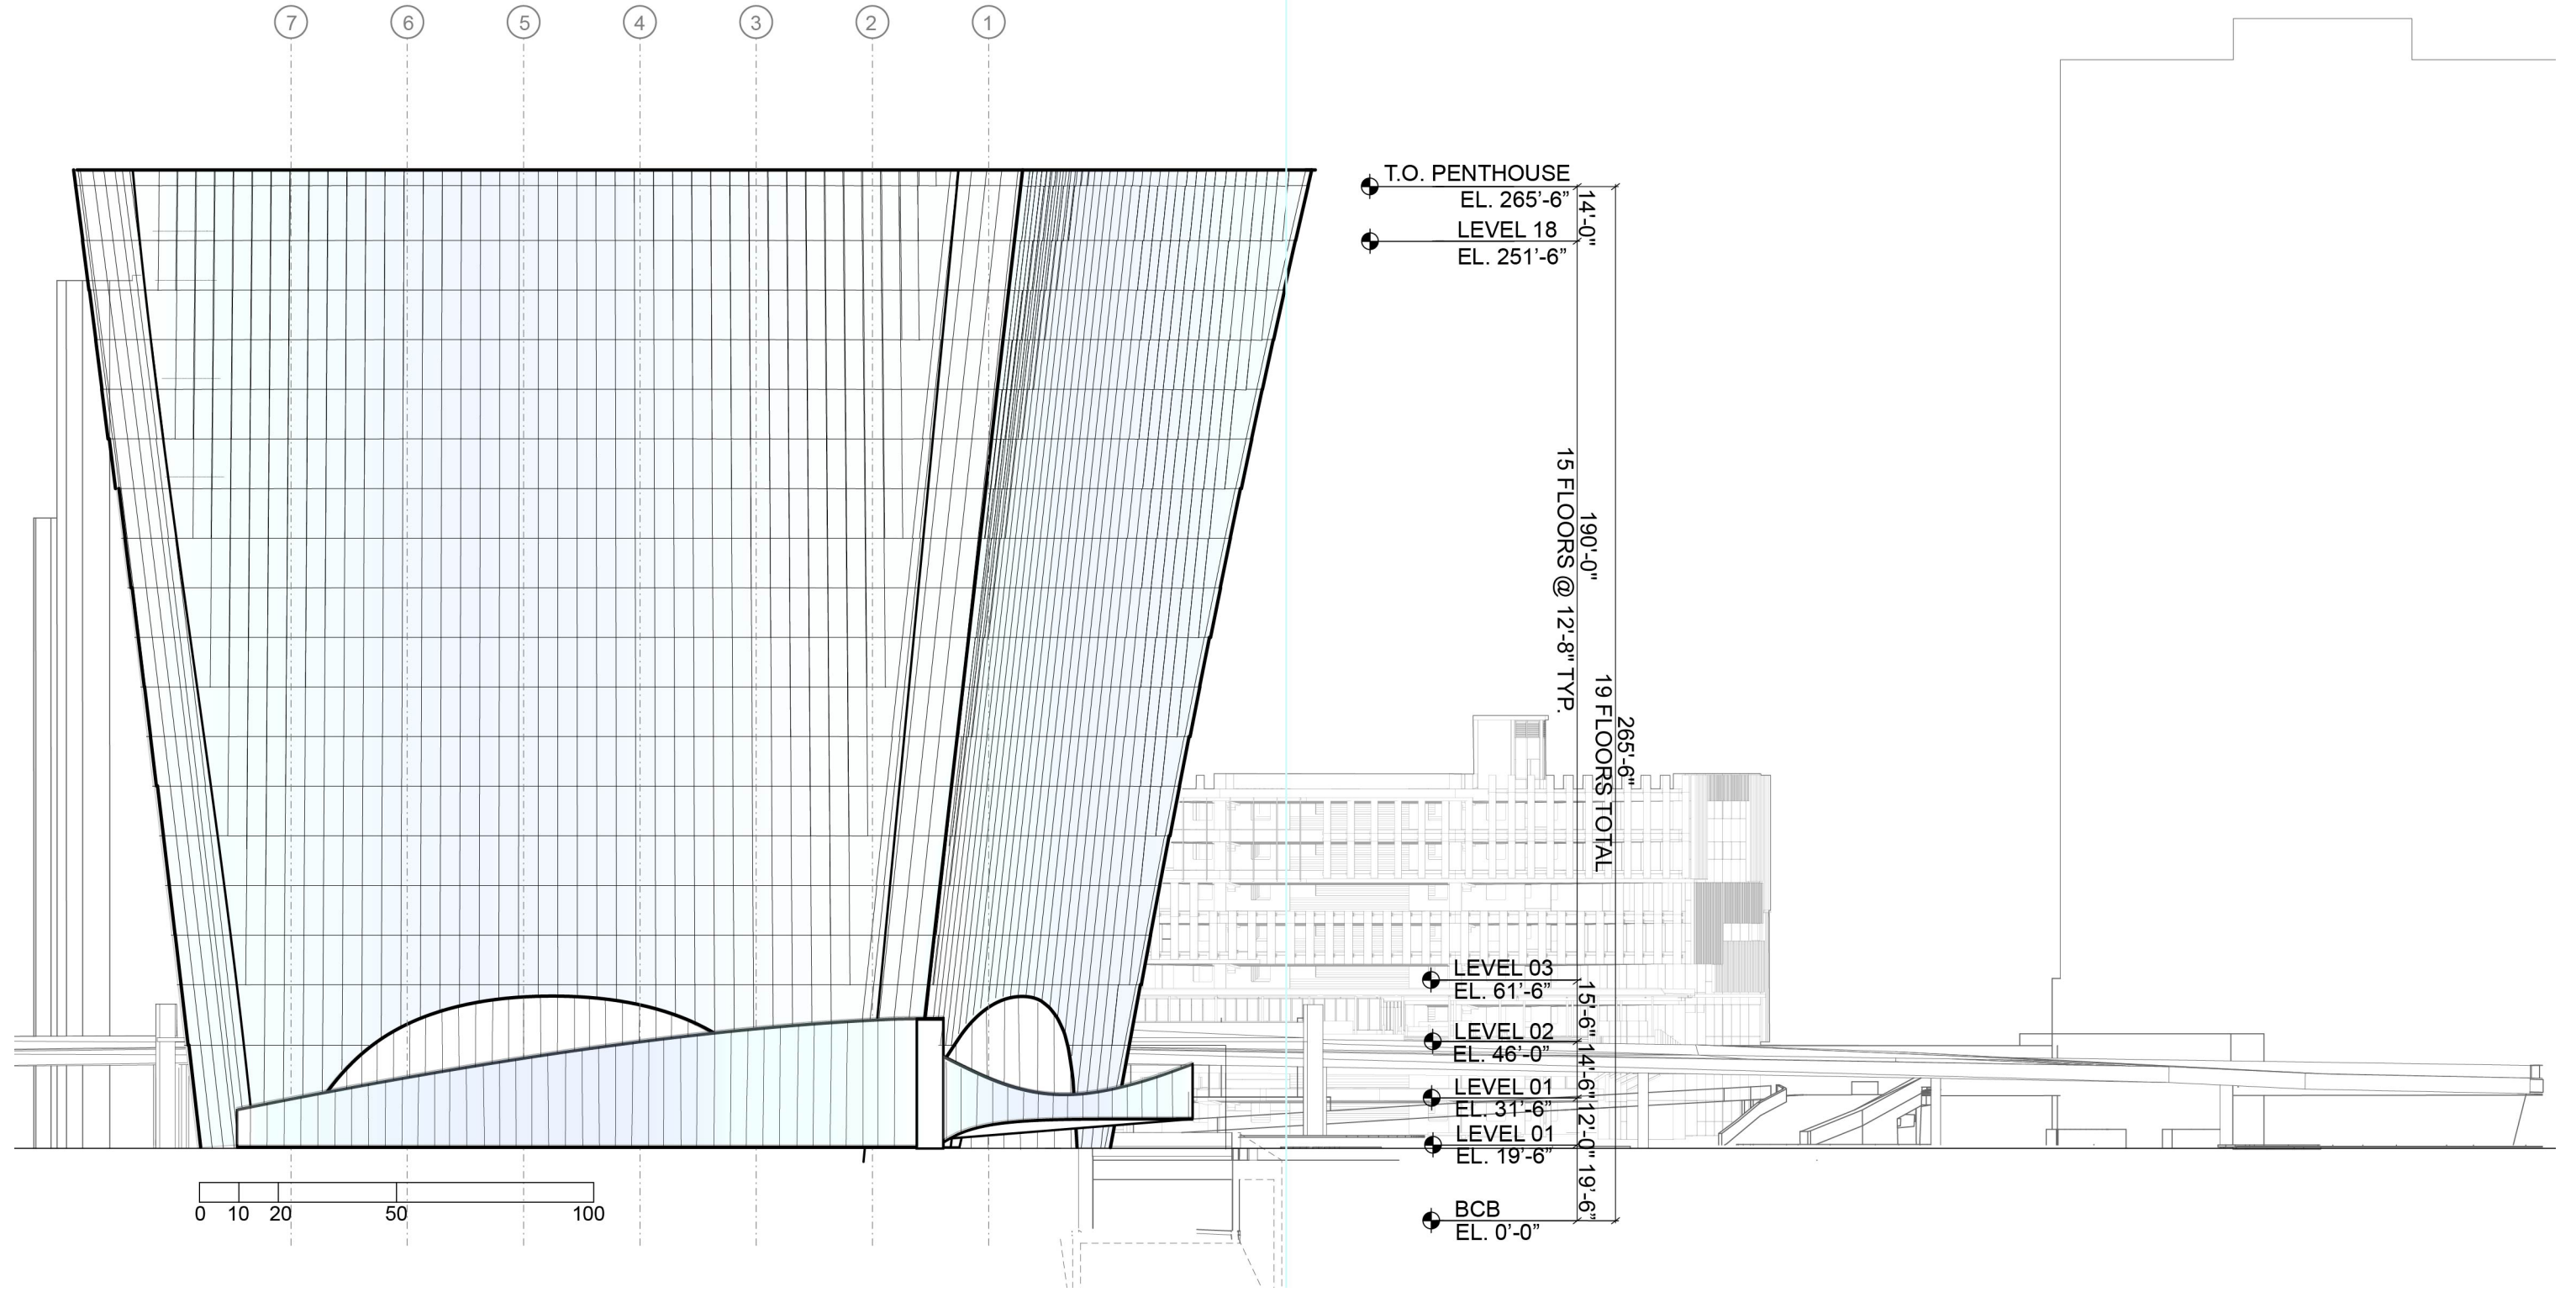 7 6 5 4 3 2 1
T.O. PENTHOUSE
EL. 265’-6”
14'-0"
LEVEL 18
EL. 251’-6”
190'-0"
15 FLOORS @ 12'-8" TYP.
265'-6"
19 FLOORS TOTAL
LEVEL 03
EL. 61’-6”
15'-6"
LEVEL 02
EL. 46’-0”
14'-6"
LEVEL 01
EL. 31’-6”
12'-0"
LEVEL 01
EL. 19’-6”
19’-6”
BCB
EL. 0’-0”
0 10 20 50 100